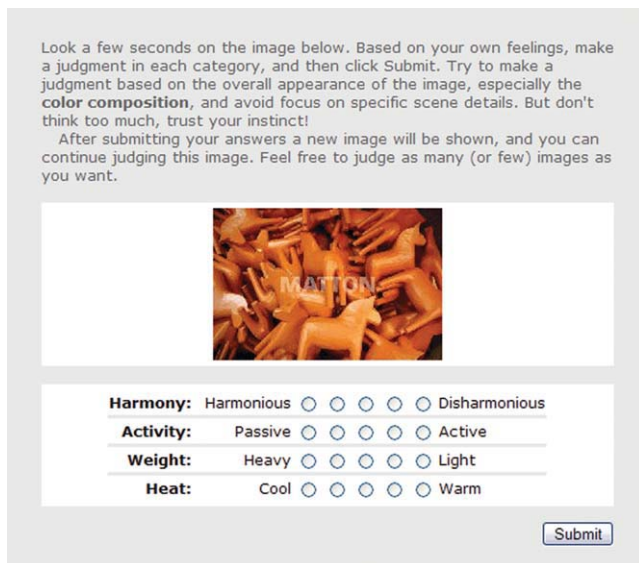 Look a few seconds on the image below. Based on your own feelings, make
a judgment in each category, and then click Submit. Try to make a
judgment based on the overall appearance of the image, especially the
color composition, and avoid focus on specific scene details. But don't
think too much, trust your instinct!
After submitting your answers a new image will be shown, and you can
continue judging this image. Feel free to judge as many (or few) images as
you want.
MATTON
Harmony: Harmonious Disharmonious
Activity: Passive Active
Weight: Heavy Light
Heat: Cool Warm
Submit